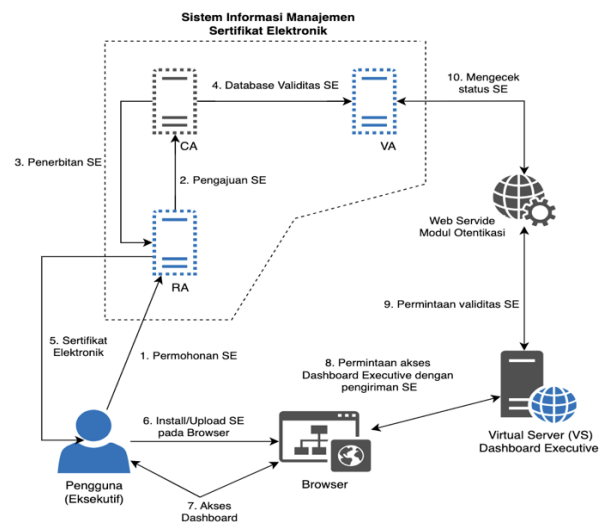 Sistem Informasi Manajemen
Sertifikat Elektronik
4. Database Validitas SE
10. Mengecek
status SE
CA
VA
3. Penerbitan SE
2. Pengajuan SE
Web Servide
Modul Otentikasi
RA
9. Permintaan validitas SE
5. Sertifikat
Elektronik
1. Permohonan SE
8. Permintaan akses
Dashboard Executive dengan
pengiriman SE
6. Install/Upload SE
pada Browser
Virtual Server (VS)
Dashboard Executive
Pengguna
(Eksekutif)
Browser
7. Akses
Dashboard